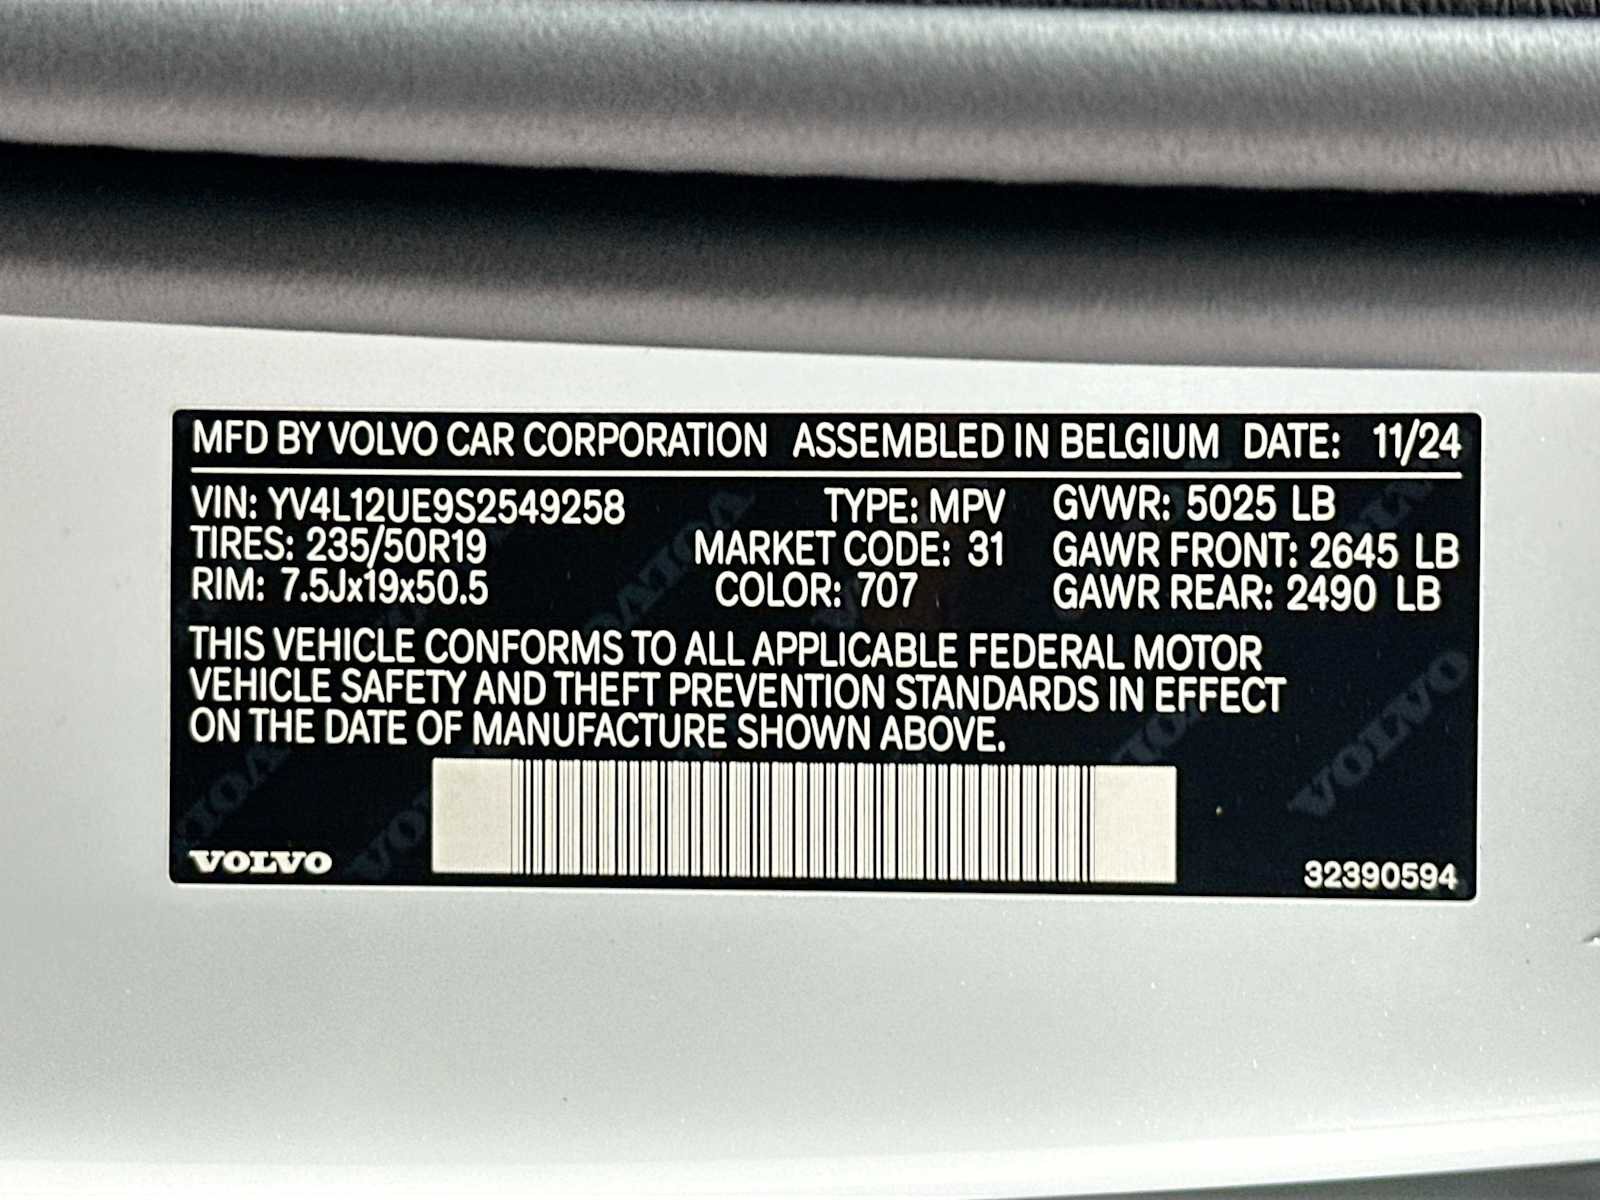 MFD BY VOLVO CAR CORPORATION ASSEMBLED IN BELGIUM DATE: 11/24
VIN: YV4L12UE9S2549258 TYPE: MPV GVWR: 5025 LB
TIRES: 235/50R19 MARKET CODE: 31 GAWR FRONT: 2645 LB
RIM: 7.5Jx19x50.5 COLOR: 707 GAWR REAR: 2490 LB
THIS VEHICLE CONFORMS TO ALL APPLICABLE FEDERAL MOTOR
VEHICLE SAFETY AND THEFT PREVENTION STANDARDS IN EFFECT
ON THE DATE OF MANUFACTURE SHOWN ABOVE.
VOLVO 32390594